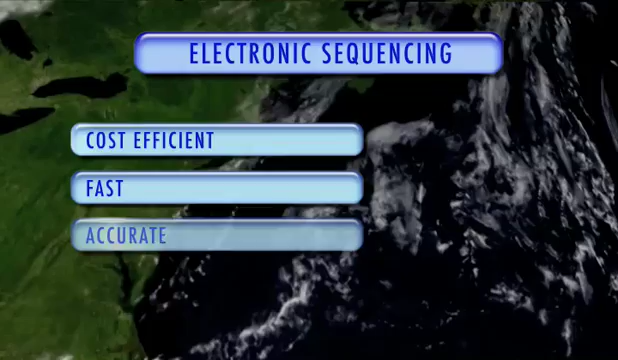 ELECTRONIC SEQUENCING
COST EFFICIENT
FAST
ACCURATE